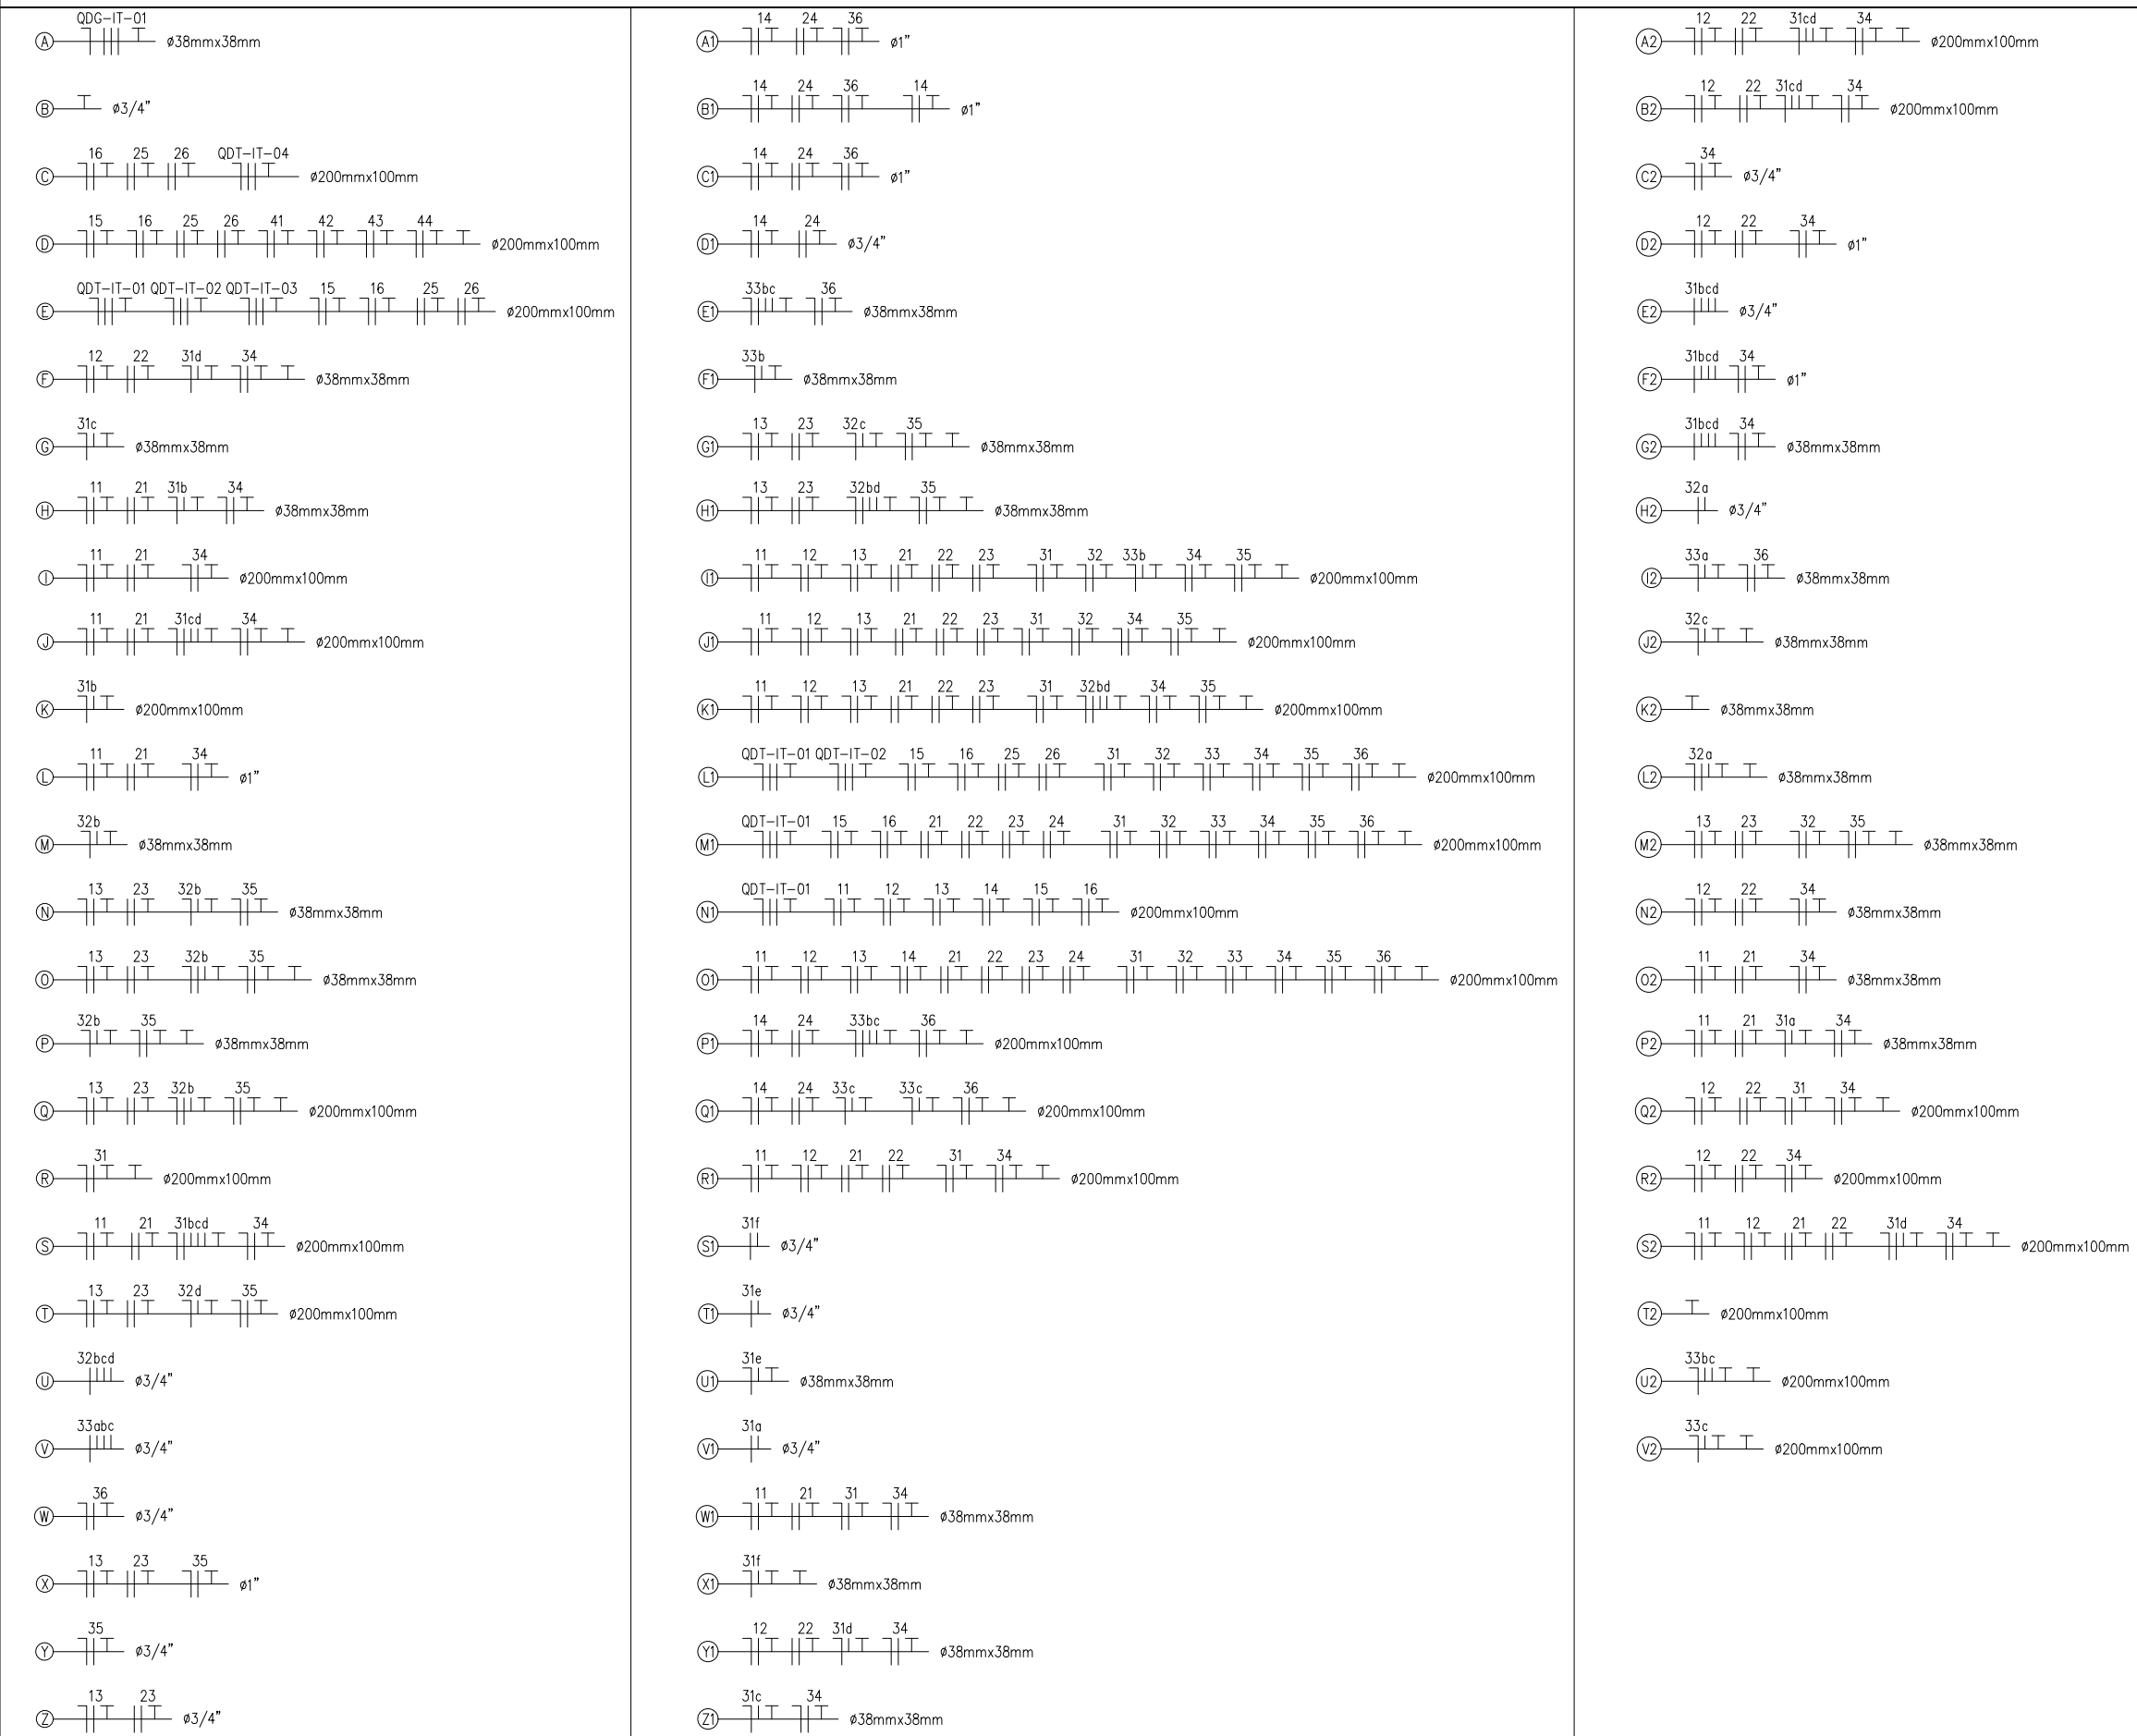 QDG-IT-01
A ø38mmx38mm
B ø3/4"
16 25 26 QDT-IT-04
C ø200mmx100mm
15 16 25 26 41 42 43 44
D ø200mmx100mm
QDT-IT-01 QDT-IT-02 QDT-IT-03 15 16 25 26
E ø200mmx100mm
12 22 31d 34
F ø38mmx38mm
31c
G ø38mmx38mm
11 21 31b 34
H ø38mmx38mm
11 21 34
I ø200mmx100mm
11 21 31cd 34
J ø200mmx100mm
31b
K ø200mmx100mm
11 21 34
L ø1"
32b
M ø38mmx38mm
13 23 32b 35
N ø38mmx38mm
13 23 32b 35
O ø38mmx38mm
32b 35
P ø38mmx38mm
13 23 32b 35
Q ø200mmx100mm
31
R ø200mmx100mm
11 21 31bcd 34
S ø200mmx100mm
13 23 32d 35
T ø200mmx100mm
32bcd
U ø3/4"
33abc
V ø3/4"
36
W ø3/4"
13 23 35
X ø1"
35
Y ø3/4"
13 23
Z ø3/4"
14 24 36
A1 ø1"
14 24 36 14
B1 ø1"
14 24 36
C1 ø1"
14 24
D1 ø3/4"
33bc 36
E1 ø38mmx38mm
33b
F1 ø38mmx38mm
13 23 32c 35
G1 ø38mmx38mm
13 23 32bd 35
H1 ø38mmx38mm
11 12 13 21 22 23 31 32 33b 34 35
I1 ø200mmx100mm
11 12 13 21 22 23 31 32 34 35
J1 ø200mmx100mm
11 12 13 21 22 23 31 32bd 34 35
K1 ø200mmx100mm
QDT-IT-01 QDT-IT-02 15 16 25 26 31 32 33 34 35 36
L1 ø200mmx100mm
QDT-IT-01 15 16 21 22 23 24 31 32 33 34 35 36
M1 ø200mmx100mm
QDT-IT-01 11 12 13 14 15 16
N1 ø200mmx100mm
11 12 13 14 21 22 23 24 31 32 33 34 35 36
O1 ø200mmx100mm
14 24 33bc 36
P1 ø200mmx100mm
14 24 33c 33c 36
Q1 ø200mmx100mm
11 12 21 22 31 34
R1 ø200mmx100mm
31f
S1 ø3/4"
31e
T1 ø3/4"
31e
U1 ø38mmx38mm
31a
V1 ø3/4"
11 21 31 34
W1 ø38mmx38mm
31f
X1 ø38mmx38mm
12 22 31d 34
Y1 ø38mmx38mm
31c 34
Z1 ø38mmx38mm
12 22 31cd 34
A2 ø200mmx100mm
12 22 31cd 34
B2 ø200mmx100mm
34
C2 ø3/4"
12 22 34
D2 ø1"
31bcd
E2 ø3/4"
31bcd 34
F2 ø1"
31bcd 34
G2 ø38mmx38mm
32a
H2 ø3/4"
33a 36
I2 ø38mmx38mm
32c
J2 ø38mmx38mm
K2 ø38mmx38mm
32a
L2 ø38mmx38mm
13 23 32 35
M2 ø38mmx38mm
12 22 34
N2 ø38mmx38mm
11 21 34
O2 ø38mmx38mm
11 21 31a 34
P2 ø38mmx38mm
12 22 31 34
Q2 ø200mmx100mm
12 22 34
R2 ø200mmx100mm
11 12 21 22 31d 34
S2 ø200mmx100mm
T2 ø200mmx100mm
33bc
U2 ø200mmx100mm
33c
V2 ø200mmx100mm